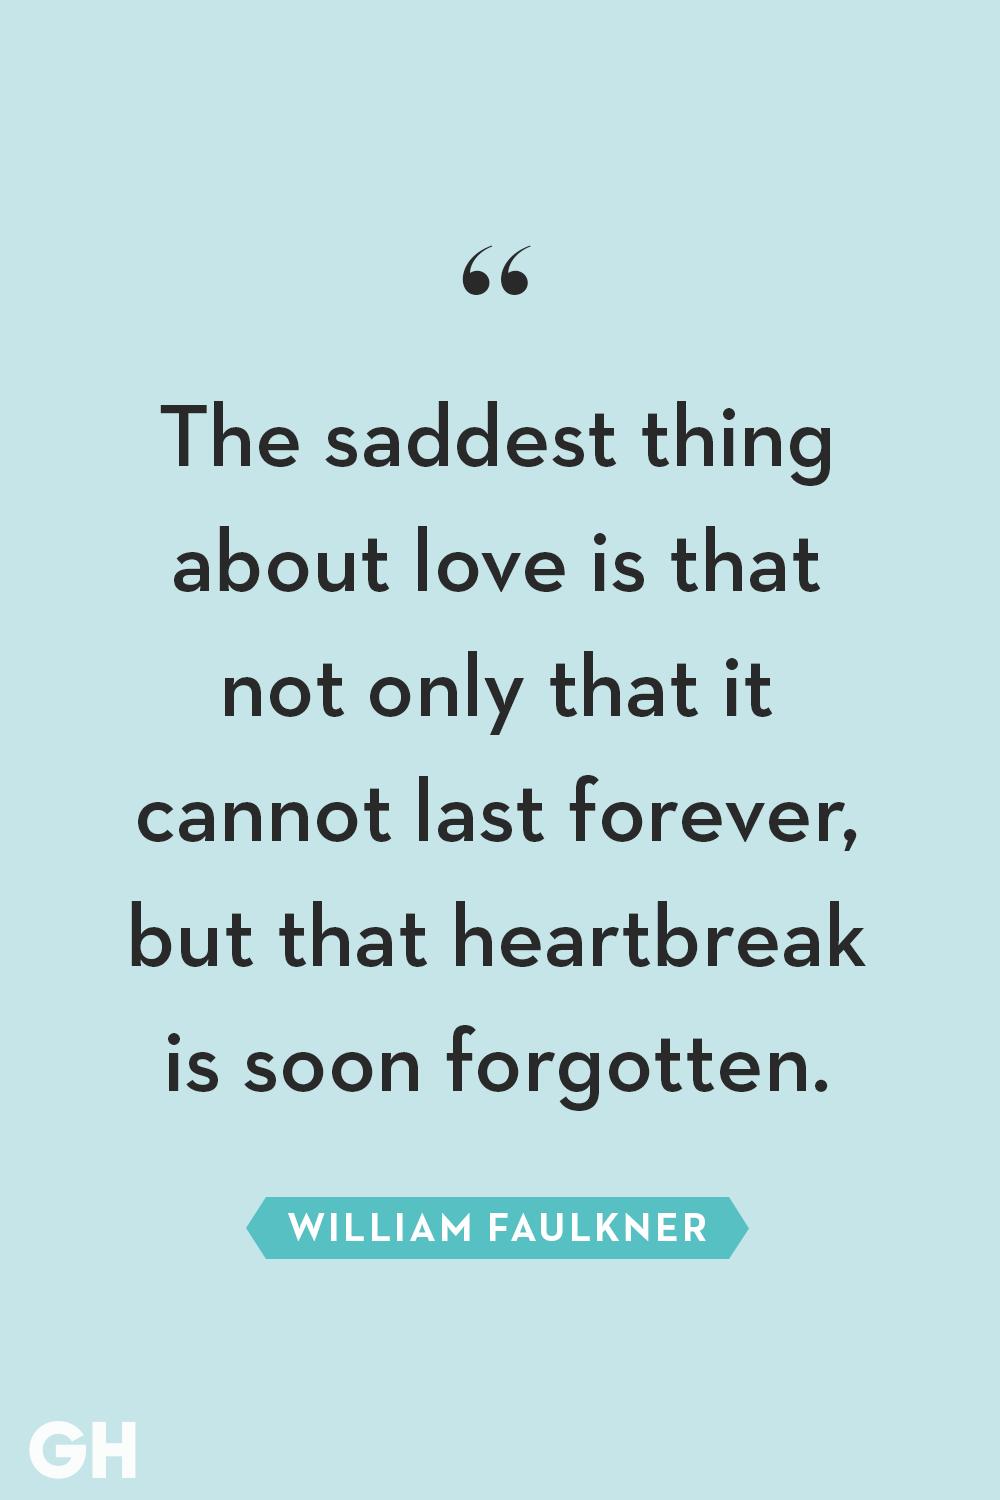 “
The saddest thing
about love is that
not only that it
cannot last forever,
but that heartbreak
is soon forgotten.
WILLIAM FAULKNER
GH